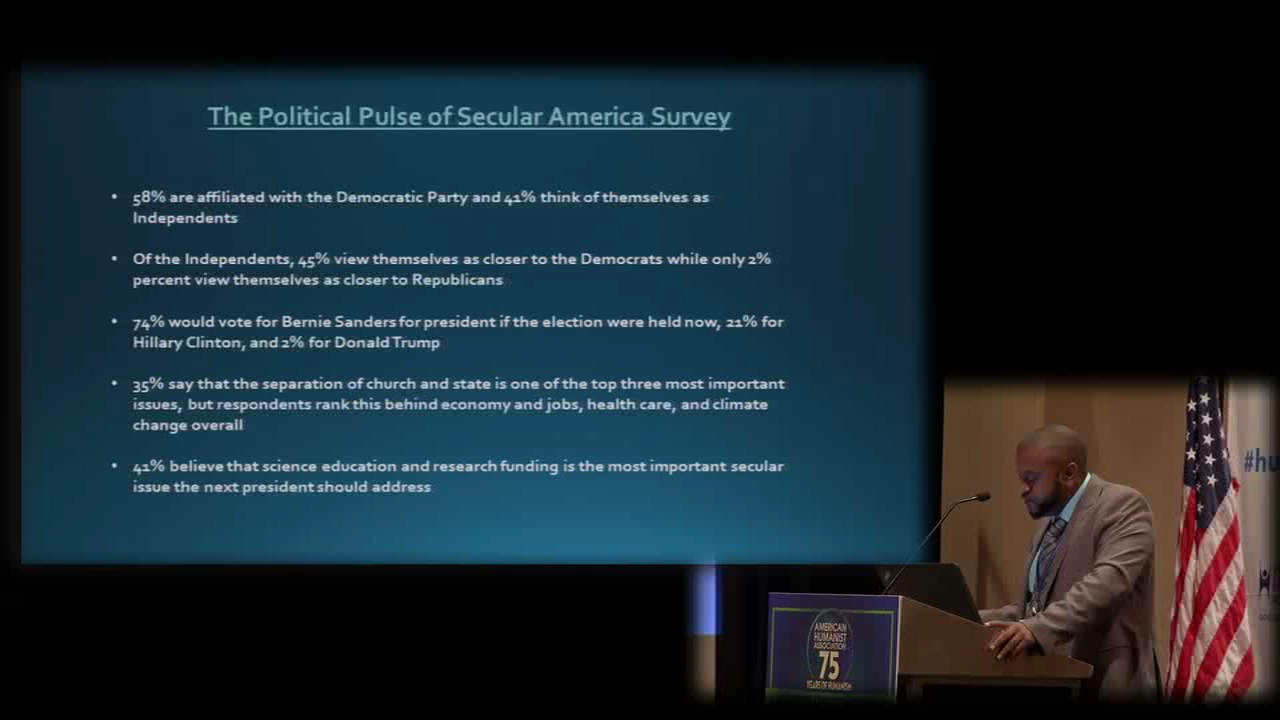 The Political Pulse of Secular America Survey
• 58% are affiliated with the Democratic Party and 41% think of themselves as
Independents
• Of the Independents, 45% view themselves as closer to the Democrats while only 2%
percent view themselves as closer to Republicans
• 74% would vote for Bernie Sanders for president if the election were held now, 21% for
Hillary Clinton, and 2% for Donald Trump
• 35% say that the separation of church and state is one of the top three most important
issues, but respondents rank this behind economy and jobs, health care, and climate
change overall
• 41% believe that science education and research funding is the most important secular
issue the next president should address
#hu
AMERICAN
HUMANIST
ASSOCIATION
75
YEARS OF HUMANISM